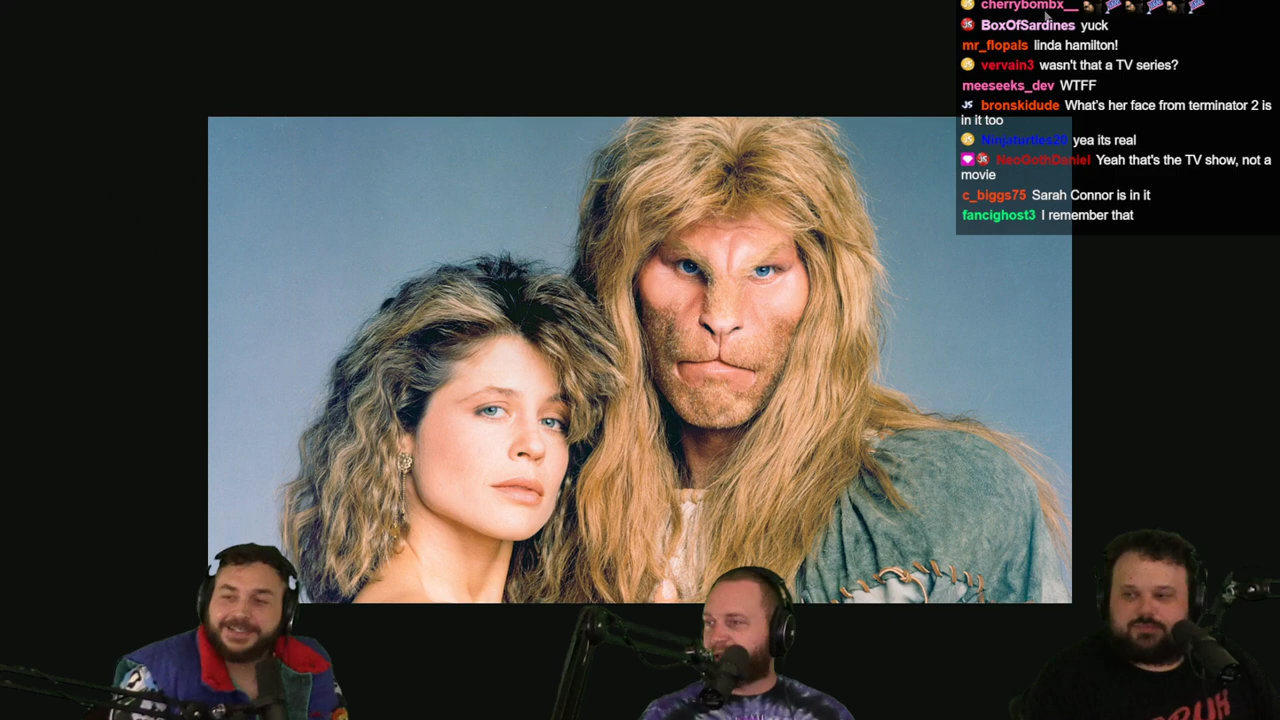 cherrybombx__
BoxOfSardines yuck
mr_flopals linda hamilton!
vervain3 wasn't that a TV series?
meeseeks_dev WTFF
bronskidude What's her face from terminator 2 is
in it too
Ninjaturtles20 yea its real
NeoGothDaniel Yeah that's the TV show, not a
movie
c_biggs75 Sarah Connor is in it
fancighost3 I remember that